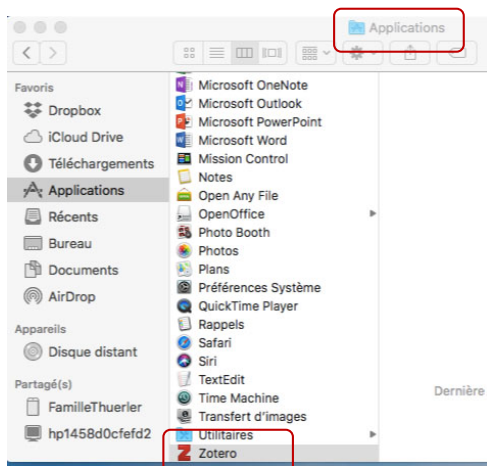 Applications
Favoris
Dropbox
iCloud Drive
Téléchargements
Applications
Récents
Bureau
Documents
AirDrop
Appareils
Disque distant
Partagé(s)
FamilleThuerler
hp1458d0cfefd2
Microsoft OneNote
Microsoft Outlook
Microsoft PowerPoint
Microsoft Word
Mission Control
Notes
Open Any File
OpenOffice
Photo Booth
Photos
Plans
Préférences Système
QuickTime Player
Rappels
Safari
Siri
TextEdit
Time Machine
Transfert d'images
Utilitaires
Zotero
Dernière